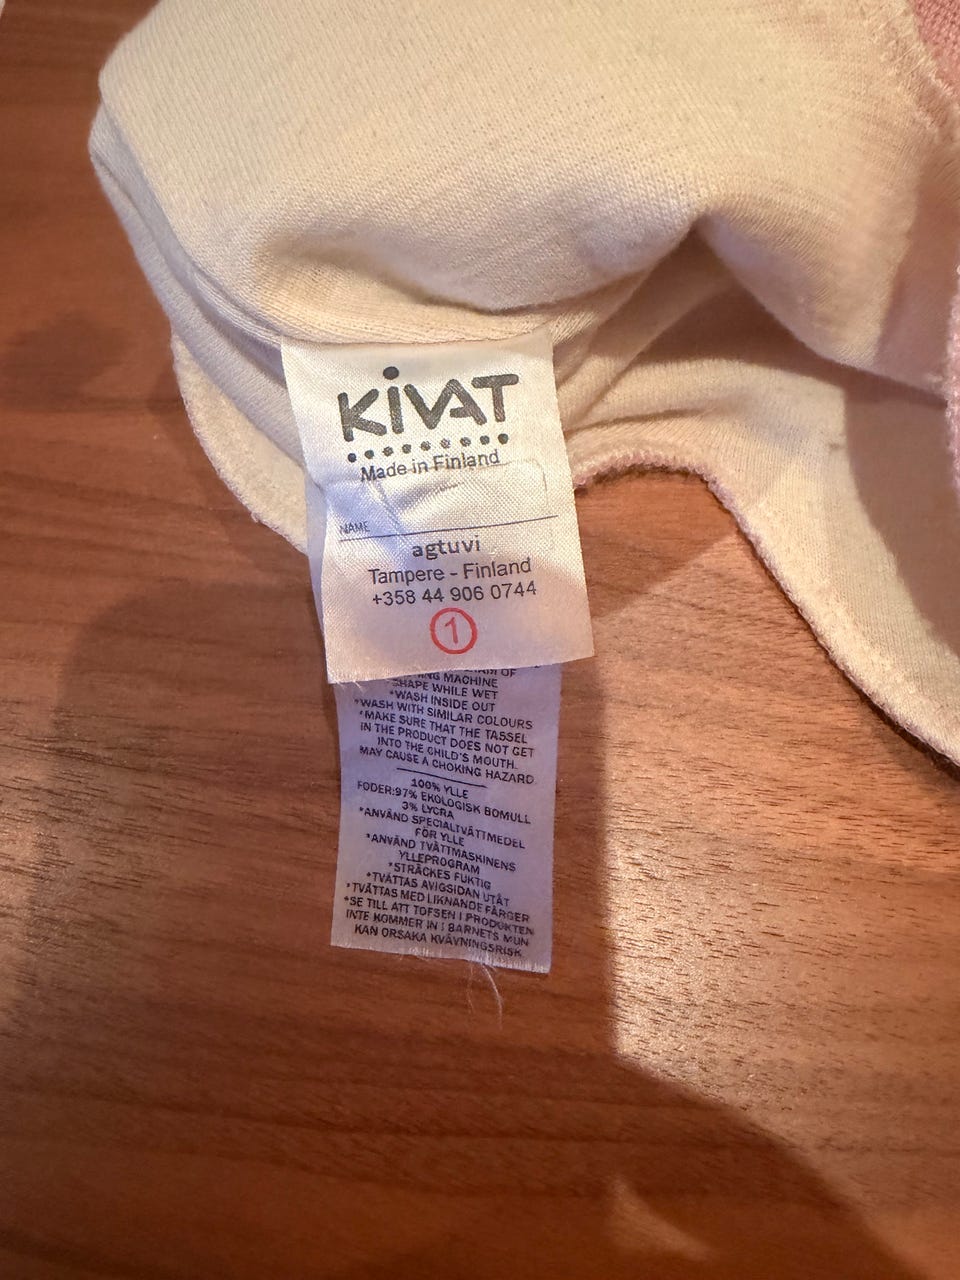 KiVAT
Made in Finland
NAME
agtuvi
Tampere - Finland
+358 44 906 0744
1
OF
MACHINE
SHAPE WHILE WET
*WASH INSIDE OUT
*WASH WITH SIMILAR COLOURS
*MAKE SURE THAT THE TASSEL
IN THE PRODUCT DOES NOT GET
INTO THE CHILD'S MOUTH.
MAY CAUSE A CHOKING HAZARD
100% YLLE
FODER:97% EKOLOGISK BOMULL
3% LYCRA
*ANVÄND SPECIALTVÄTTMEDEL
FÖR YLLE
*ANVÄND TVÄTTMASKINENS
YLLEPROGRAM
*STRÄCKES FUKTIG
*TVÄTTAS AVIGSIDAN UTÅT
*TVÄTTAS MED LIKNANDE FÄRGER
*SE TILL ATT TOFSEN I PRODUKTEN
INTE KOMMER IN I BARNETS MUN
KAN ORSAKA KVÄVNINGSRISK